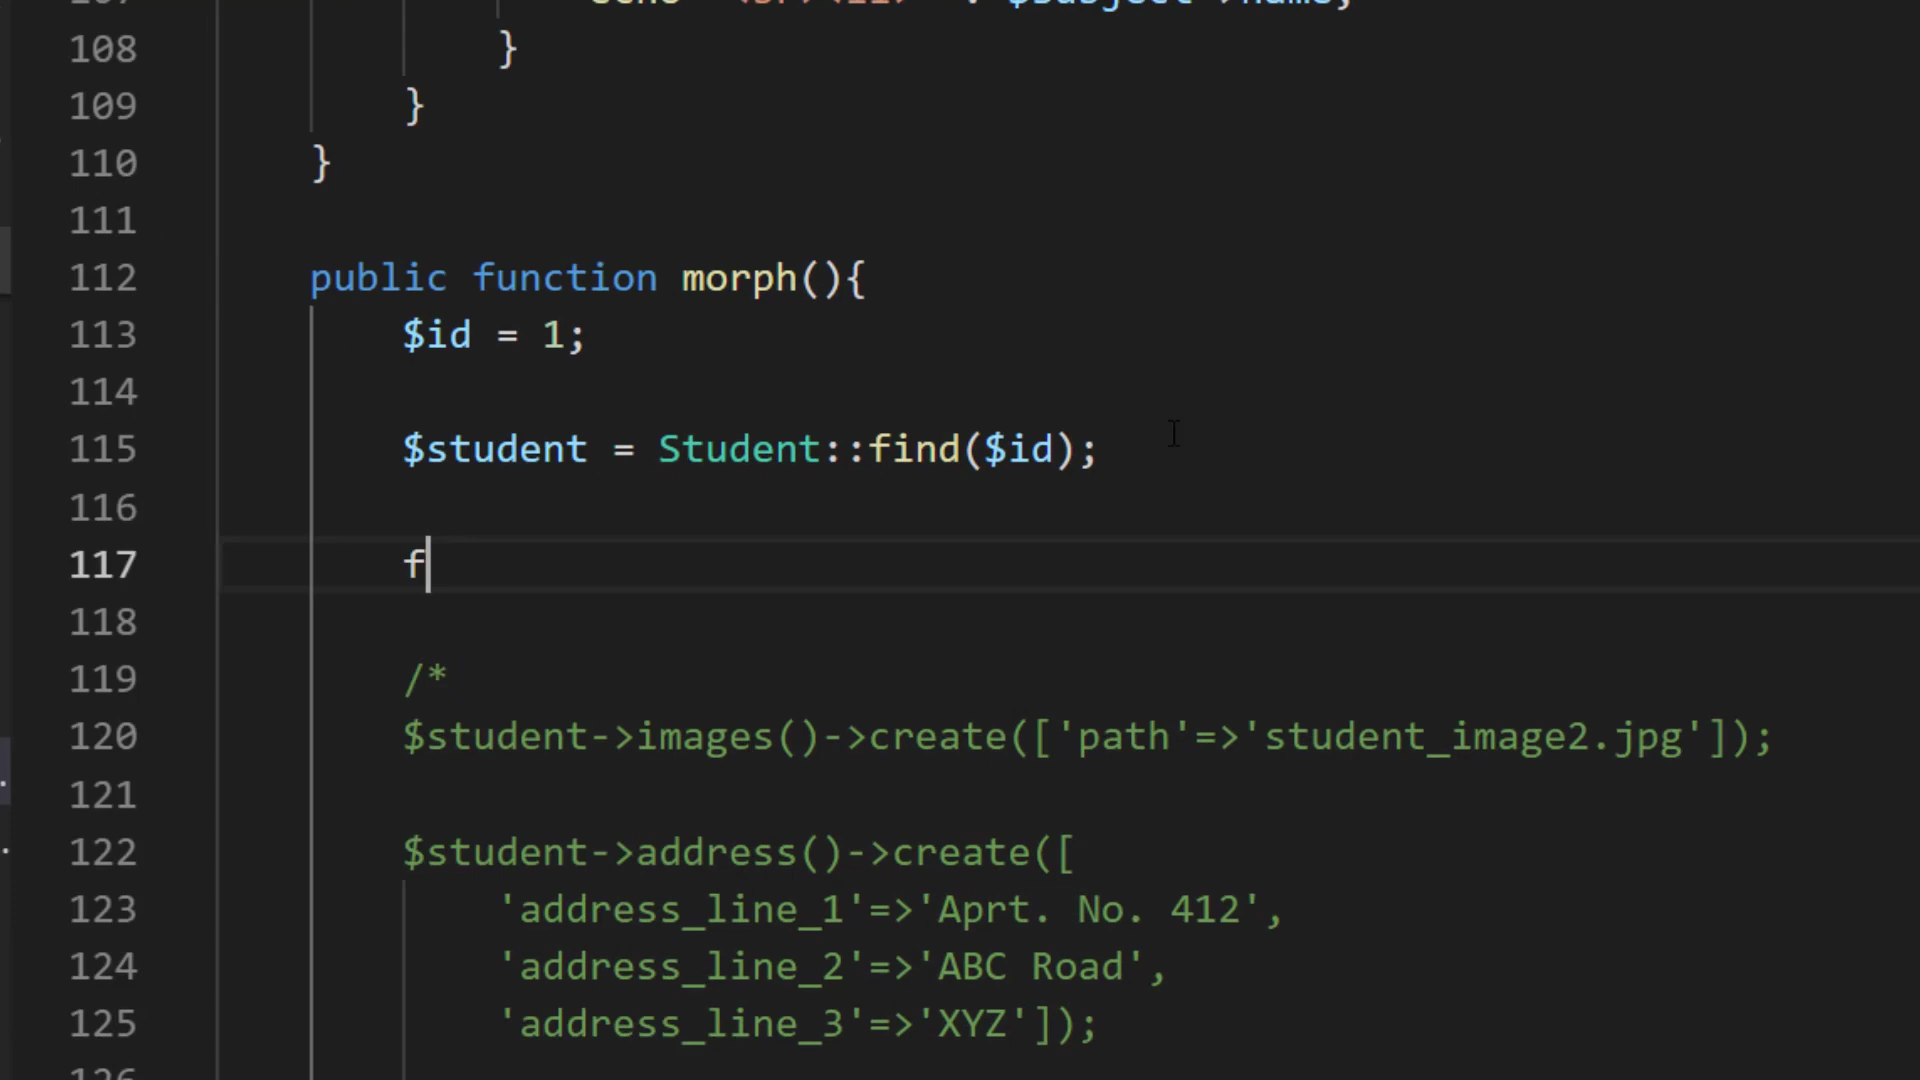 108 }
109 }
110 }
111
112 public function morph(){
113 $id = 1;
114
115 $student = Student::find($id);
116
117 f
118
119 /*
120 $student->images()->create(['path'=>'student_image2.jpg']);
121
122 $student->address()->create([
123 'address_line_1'=>'Aprt. No. 412',
124 'address_line_2'=>'ABC Road',
125 'address_line_3'=>'XYZ']);